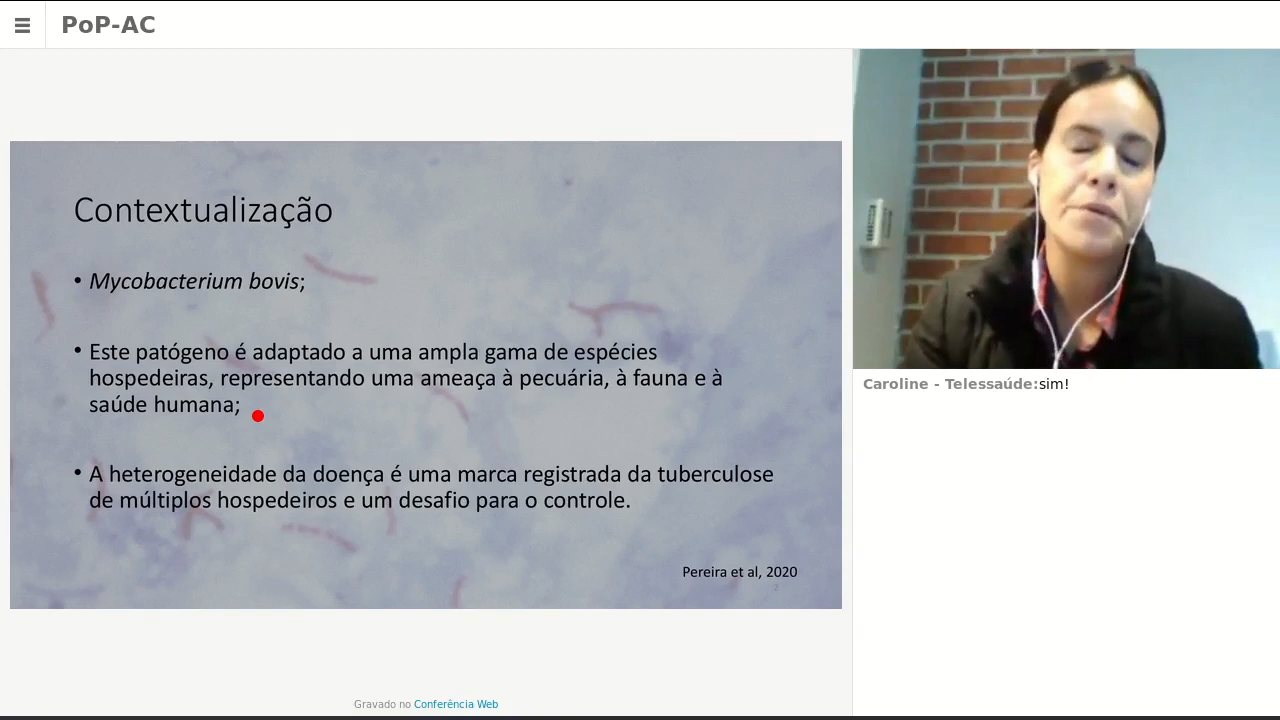 PoP-AC
Contextualização
• Mycobacterium bovis;
• Este patógeno é adaptado a uma ampla gama de espécies
hospedeiras, representando uma ameaça à pecuária, à fauna e à
saúde humana;
• A heterogeneidade da doença é uma marca registrada da tuberculose
de múltiplos hospedeiros e um desafio para o controle.
Pereira et al, 2020
Gravado no Conferência Web
Caroline - Telessaúde:sim!